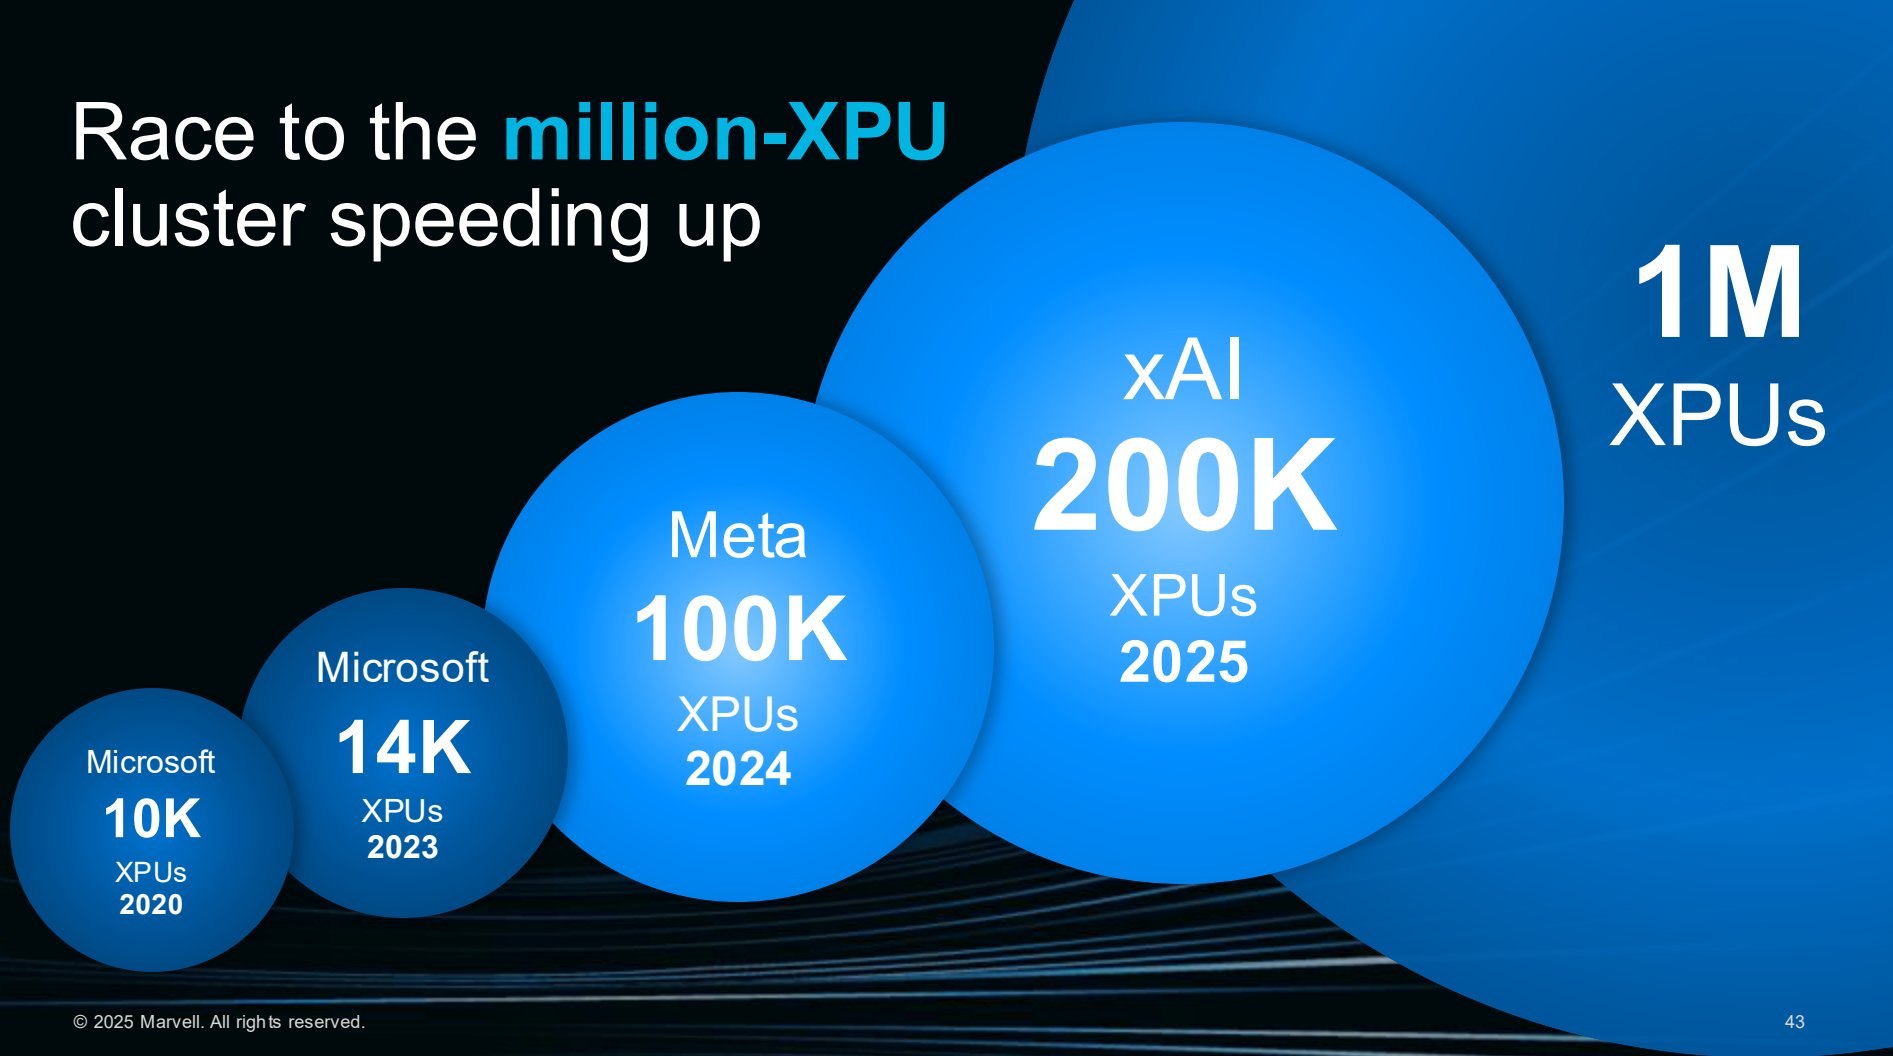 Race to the million-XPU
cluster speeding up
Microsoft
10K
XPUs
2020
Microsoft
14K
XPUs
2023
Meta
100K
XPUs
2024
xAI
200K
XPUs
2025
1M
XPUs
© 2025 Marvell. All rights reserved.
43